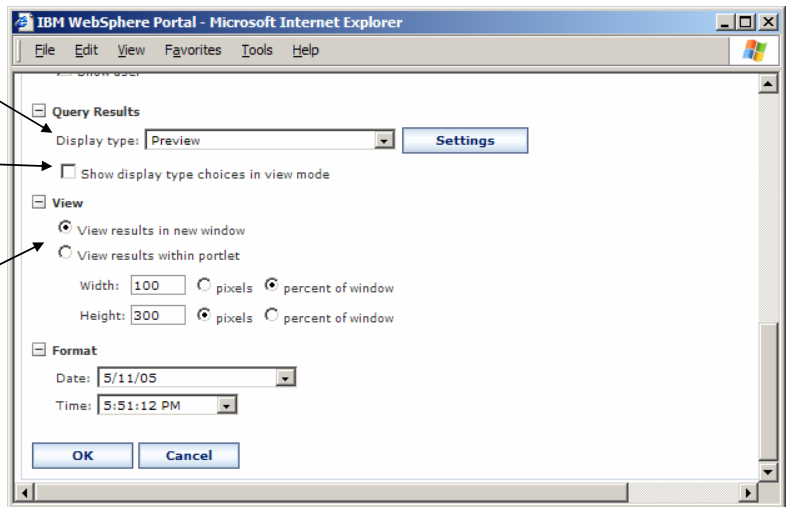 IBM WebSphere Portal - Microsoft Internet Explorer
File Edit View Favorites Tools Help
Show user
Query Results
Display type: Preview Settings
Show display type choices in view mode
View
View results in new window
View results within portlet
Width: 100 pixels percent of window
Height: 300 pixels percent of window
Format
Date: 5/11/05
Time: 5:51:12 PM
OK Cancel